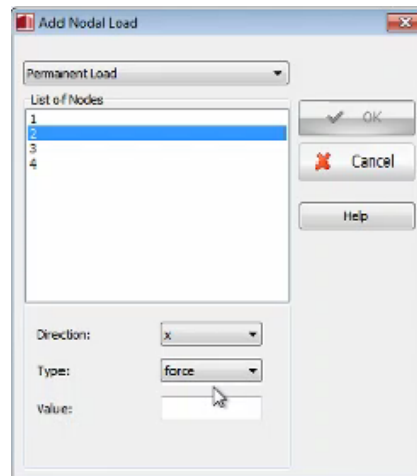 Add Nodal Load
Permanent Load
List of Nodes
1
2
3
4
OK
Cancel
Help
Direction:
x
Type:
force
Value: